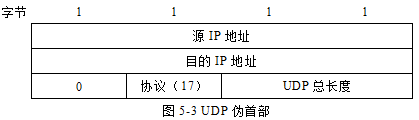 字节 1 1 1 1
源 IP 地址
目的 IP 地址
0 协议（17） UDP 总长度
图 5-3 UDP 伪首部